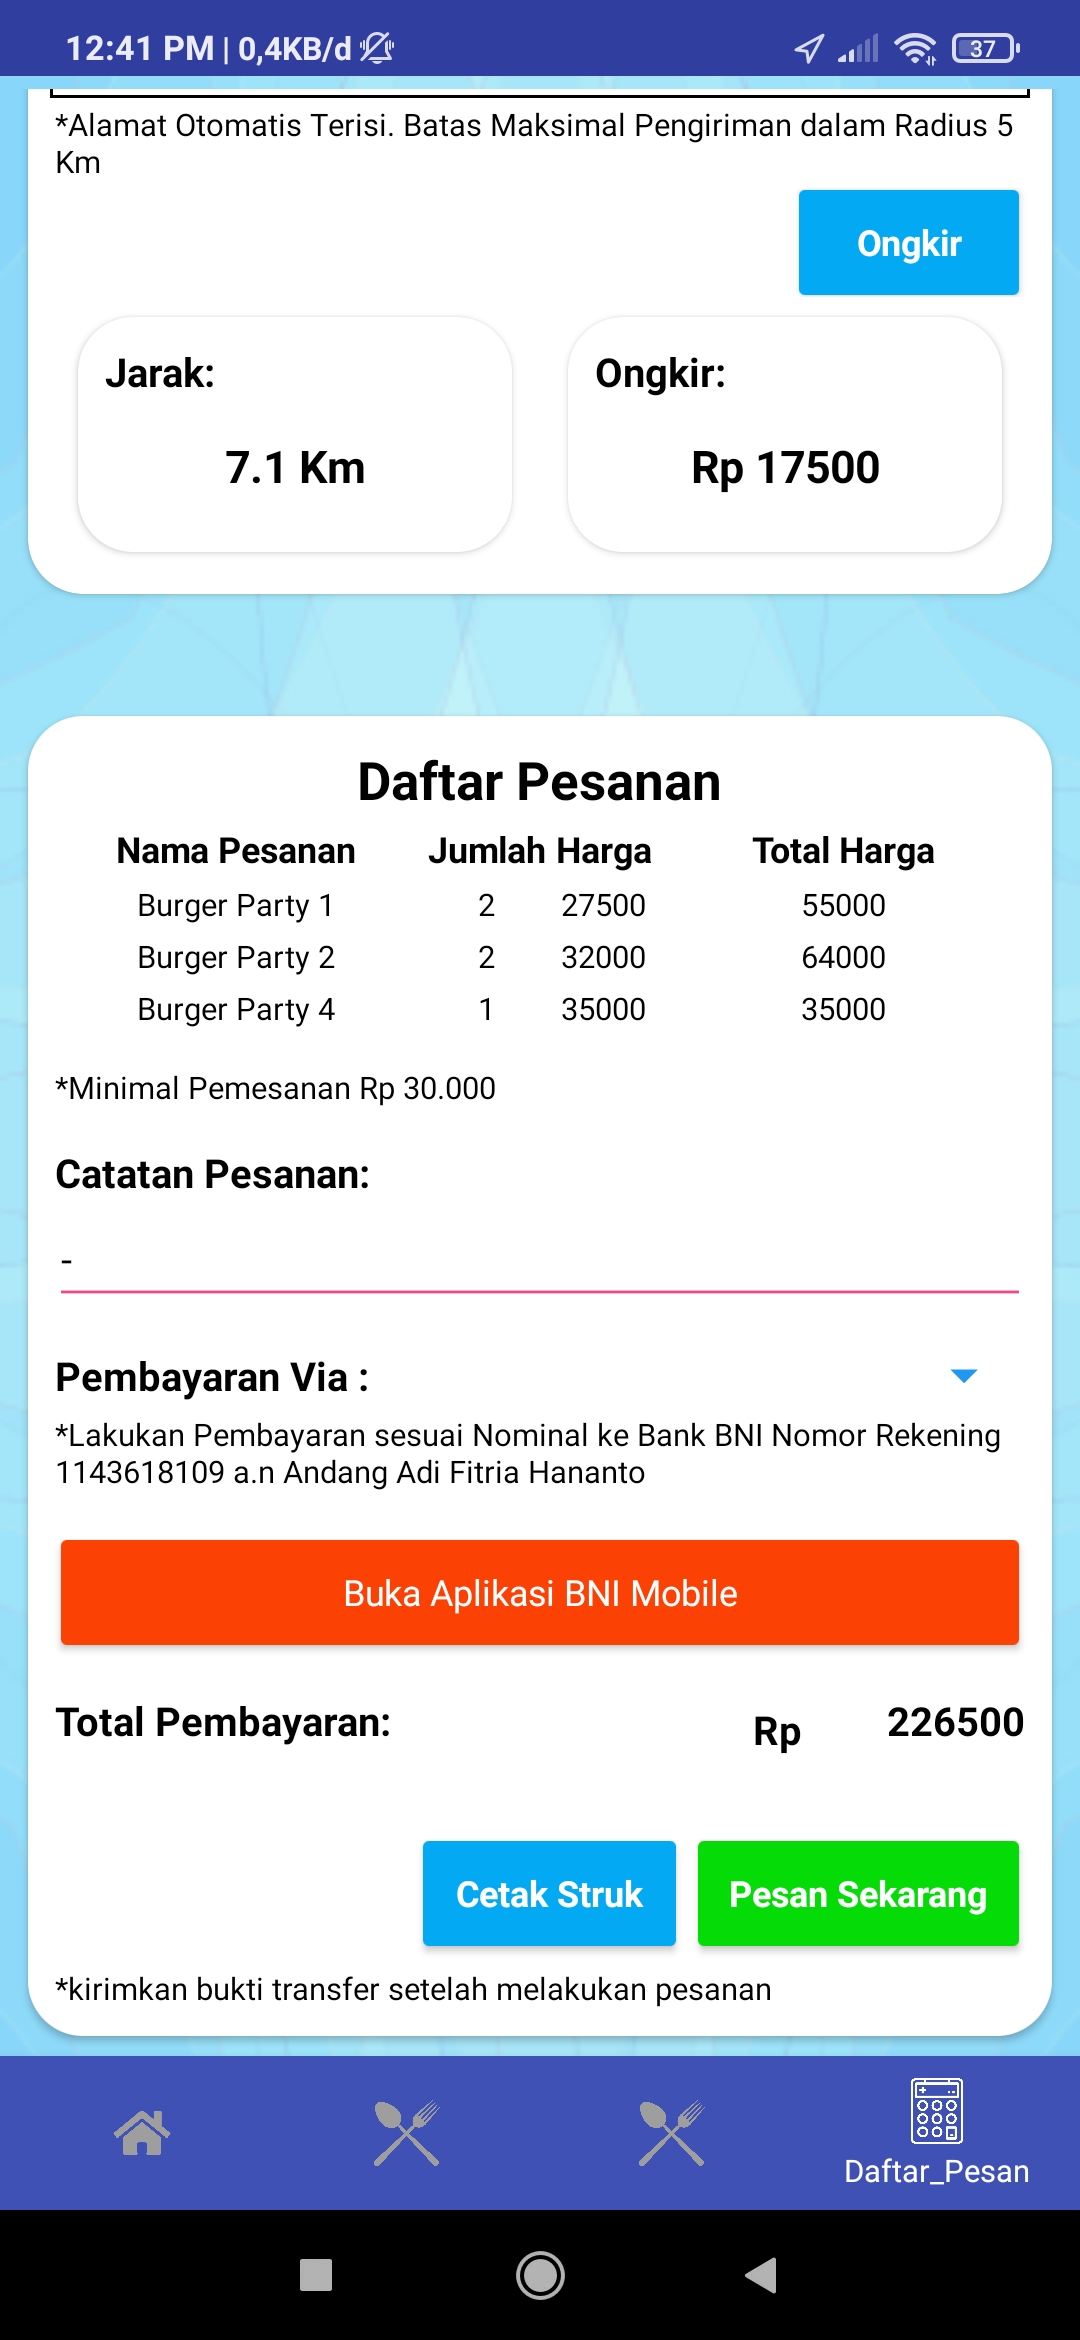 12:41 PM | 0,4KB/d
37
*Alamat Otomatis Terisi. Batas Maksimal Pengiriman dalam Radius 5
Km
Ongkir
Jarak:
7.1 Km
Ongkir:
Rp 17500
Daftar Pesanan
Nama Pesanan Jumlah Harga Total Harga
Burger Party 1 2 27500 55000
Burger Party 2 2 32000 64000
Burger Party 4 1 35000 35000
*Minimal Pemesanan Rp 30.000
Catatan Pesanan:
-
Pembayaran Via :
*Lakukan Pembayaran sesuai Nominal ke Bank BNI Nomor Rekening
1143618109 a.n Andang Adi Fitria Hananto
Buka Aplikasi BNI Mobile
Total Pembayaran: Rp 226500
Cetak Struk Pesan Sekarang
*kirimkan bukti transfer setelah melakukan pesanan
Daftar_Pesan